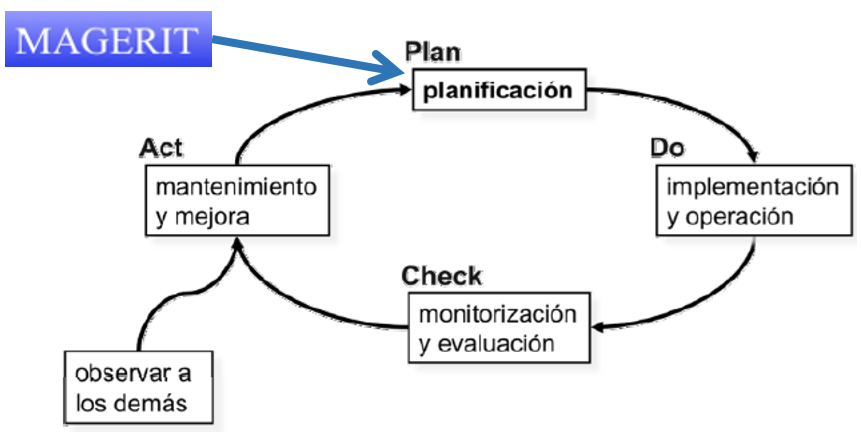 MAGERIT
Plan
planificación
Act
mantenimiento
y mejora
Do
implementación
y operación
Check
monitorización
y evaluación
observar a
los demás